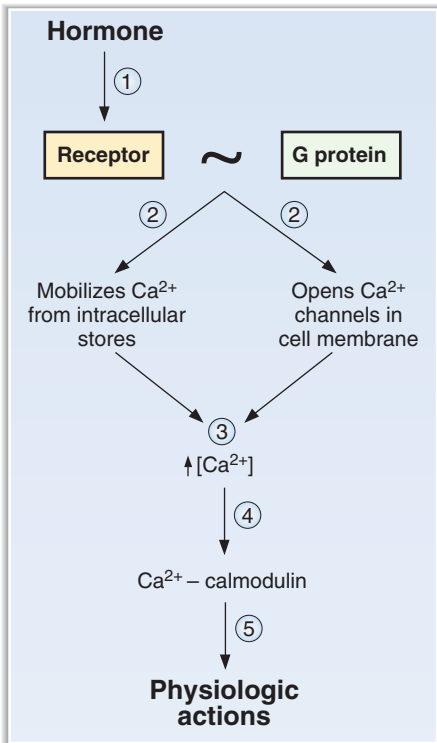 Hormone
①
Receptor ~ G protein
② ②
Mobilizes Ca²⁺
from intracellular
stores
Opens Ca²⁺
channels in
cell membrane
③
↑[Ca²⁺]
④
Ca²⁺ – calmodulin
⑤
Physiologic
actions